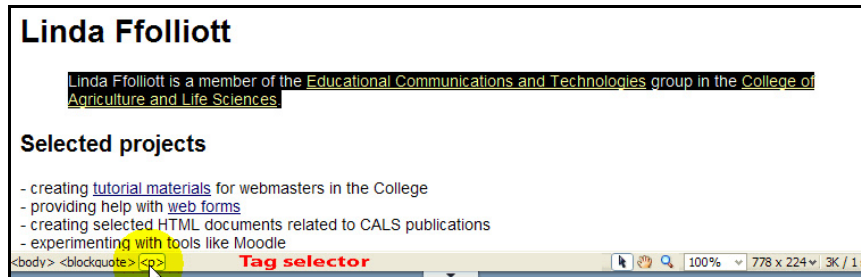 Linda Ffolliott
Linda Ffolliott is a member of the Educational Communications and Technologies group in the College of
Agriculture and Life Sciences.
Selected projects
- creating tutorial materials for webmasters in the College
- providing help with web forms
- creating selected HTML documents related to CALS publications
- experimenting with tools like Moodle
<body> <blockquote> <p> Tag selector 100% 778 x 224 3K / 1